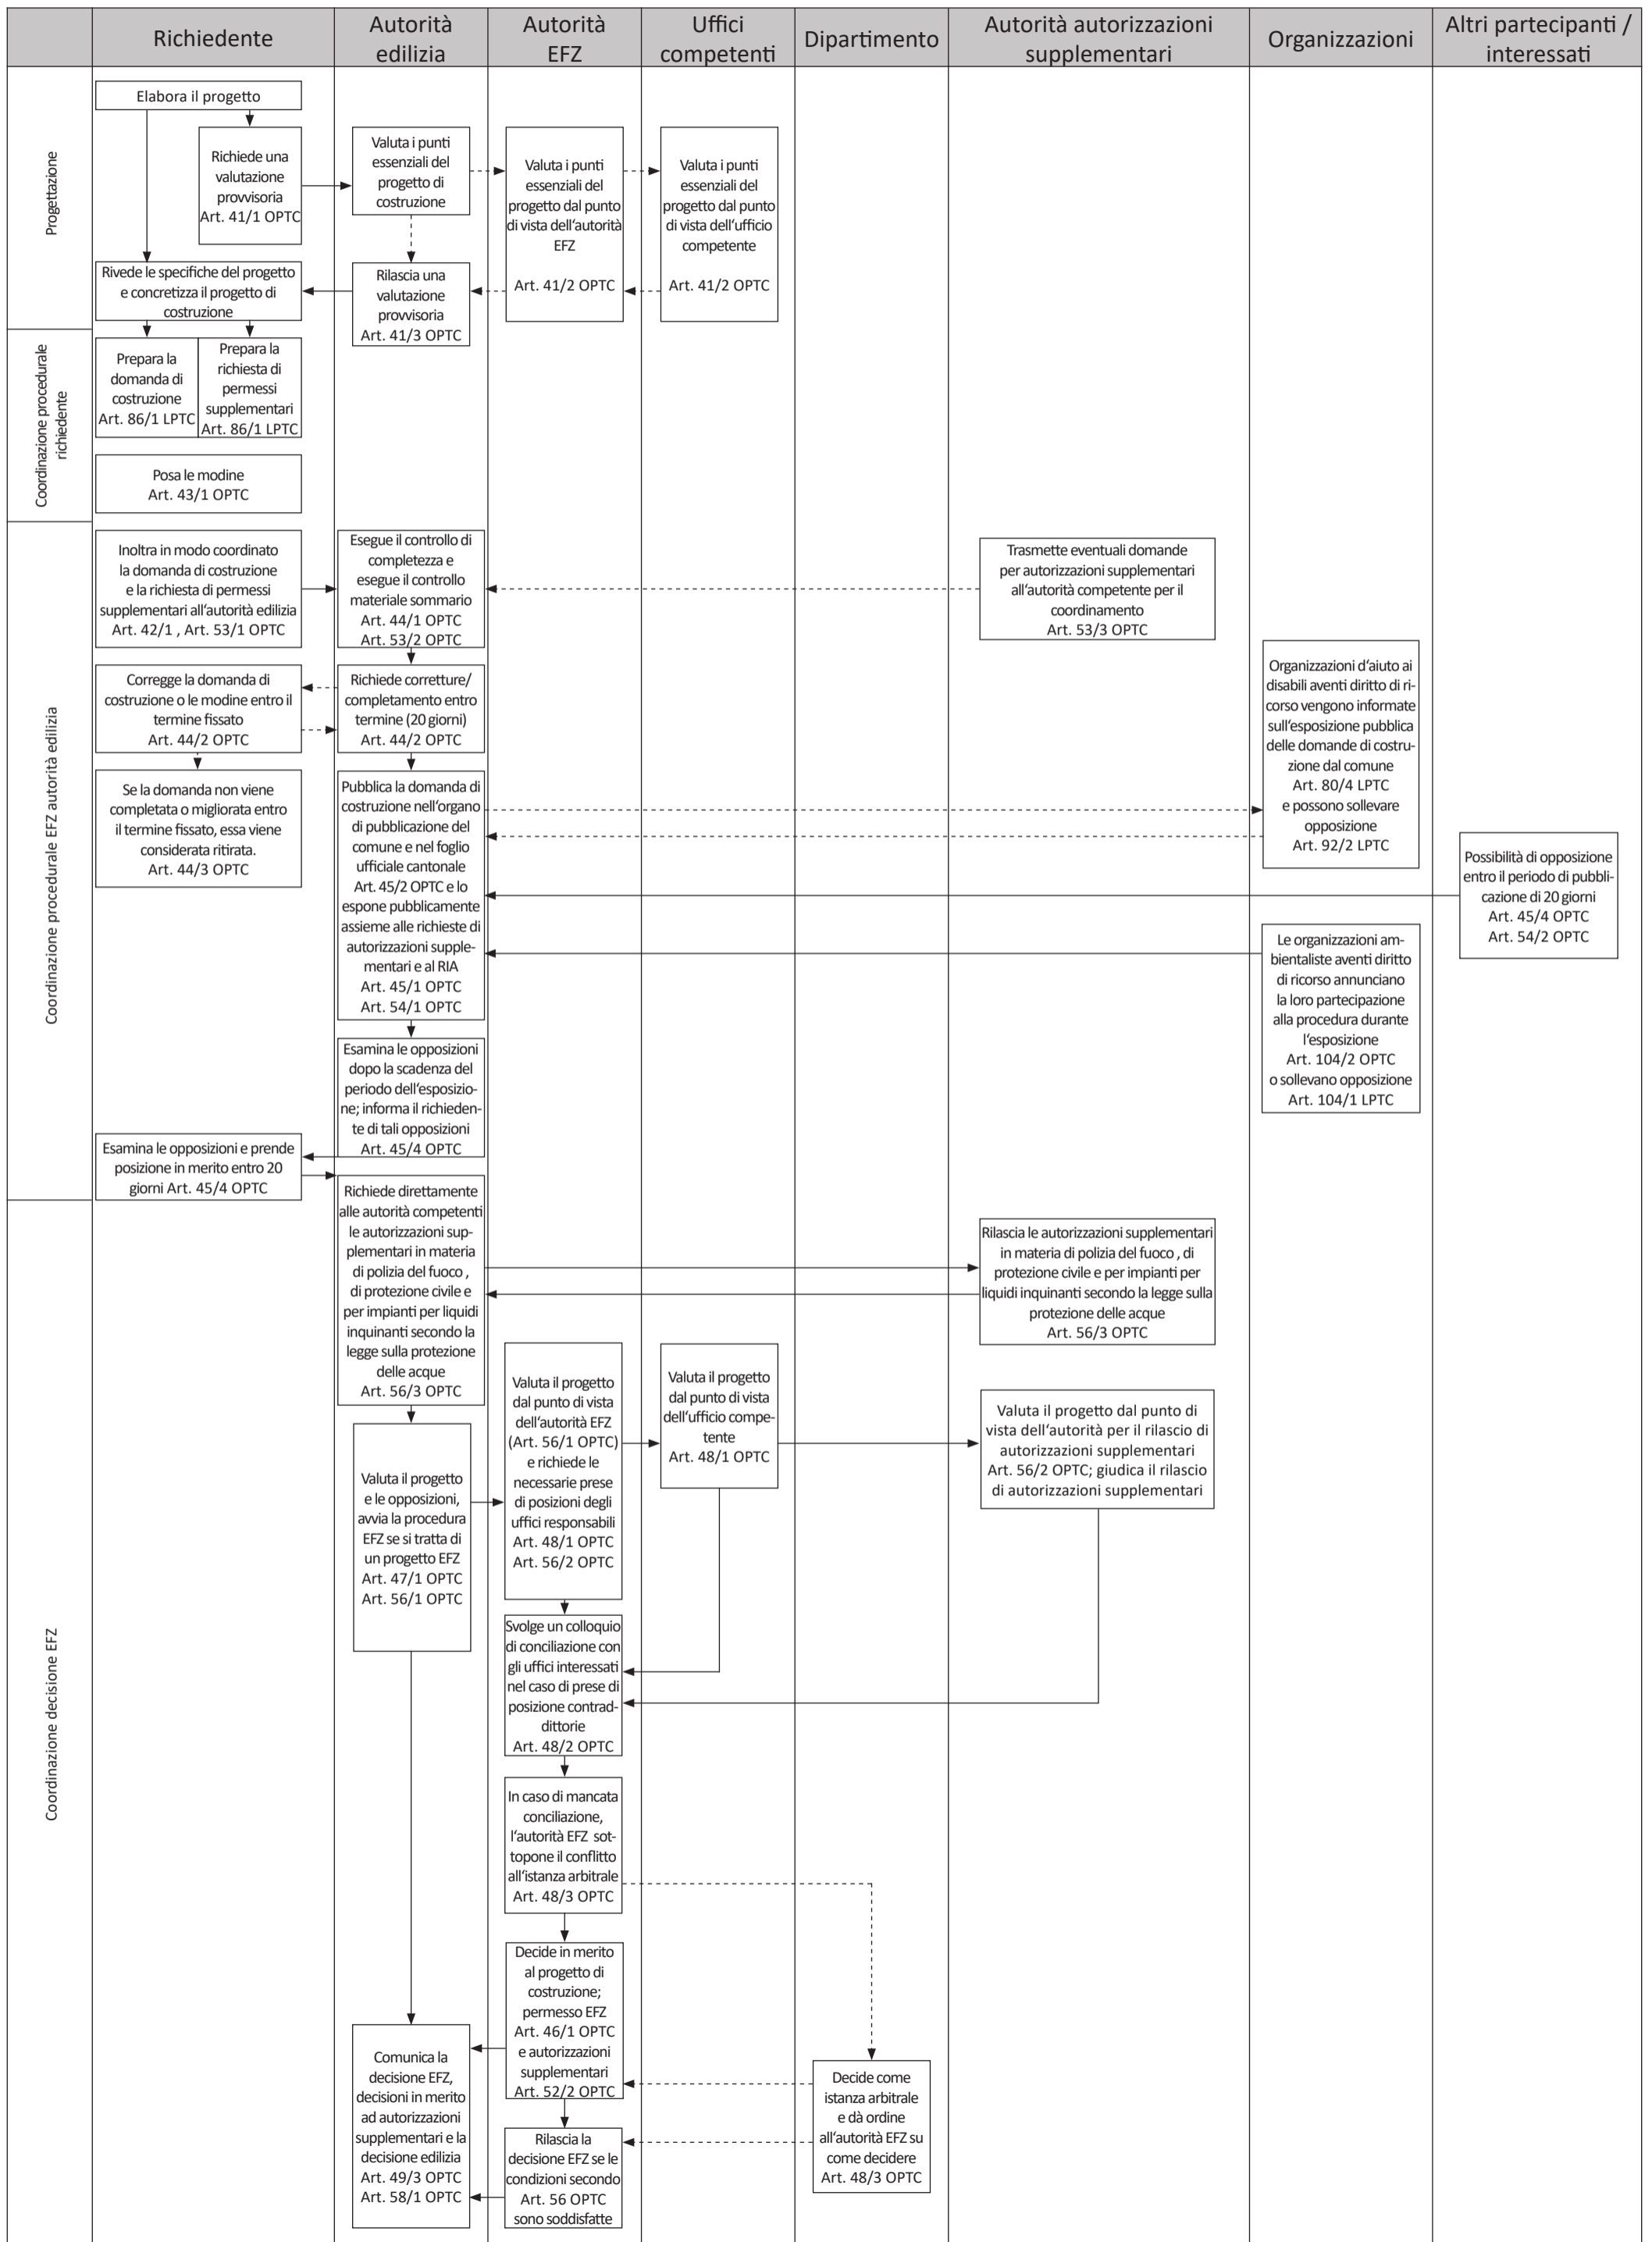 Richiedente
Autorità
edilizia
Autorità
EFZ
Uffici
competenti
Dipartimento
Autorità autorizzazioni
supplementari
Organizzazioni
Altri partecipanti /
interessati
Progettazione
Elabora il progetto
Richiede una
valutazione
provvisoria
Art. 41/1 OPTC
Valuta i punti
essenziali del
progetto di
costruzione
Valuta i punti
essenziali del
progetto dal punto
di vista dell‘autorità
EFZ
Art. 41/2 OPTC
Valuta i punti
essenziali del
progetto dal punto
di vista dell‘ufficio
competente
Art. 41/2 OPTC
Rivede le specifiche del progetto
e concretizza il progetto di
costruzione
Rilascia una
valutazione
provvisoria
Art. 41/3 OPTC
Coordinazione procedurale
richiedente
Prepara la
domanda di
costruzione
Art. 86/1 LPTC
Prepara la
richiesta di
permessi
supplementari
Art. 86/1 LPTC
Posa le modine
Art. 43/1 OPTC
Coordinazione procedurale EFZ autorità edilizia
Inoltra in modo coordinato
la domanda di costruzione
e la richiesta di permessi
supplementari all‘autorità edilizia
Art. 42/1 , Art. 53/1 OPTC
Esegue il controllo di
completezza e
esegue il controllo
materiale sommario
Art. 44/1 OPTC
Art. 53/2 OPTC
Trasmette eventuali domande
per autorizzazioni supplementari
all‘autorità competente per il
coordinamento
Art. 53/3 OPTC
Corregge la domanda di
costruzione o le modine entro il
termine fissato
Art. 44/2 OPTC
Richiede corretture/
completamento entro
termine (20 giorni)
Art. 44/2 OPTC
Organizzazioni d‘aiuto ai
disabili aventi diritto di ri-
corso vengono informate
sull‘esposizione pubblica
delle domande di costru-
zione dal comune
Art. 80/4 LPTC
e possono sollevare
opposizione
Art. 92/2 LPTC
Se la domanda non viene
completata o migliorata entro
il termine fissato, essa viene
considerata ritirata.
Art. 44/3 OPTC
Pubblica la domanda di
costruzione nell‘organo
di pubblicazione del
comune e nel foglio
ufficiale cantonale
Art. 45/2 OPTC e lo
espone pubblicamente
assieme alle richieste di
autorizzazioni supple-
mentari e al RIA
Art. 45/1 OPTC
Art. 54/1 OPTC
Possibilità di opposizione
entro il periodo di pubbli-
cazione di 20 giorni
Art. 45/4 OPTC
Art. 54/2 OPTC
Le organizzazioni am-
bientaliste aventi diritto
di ricorso annunciano
la loro partecipazione
alla procedura durante
l‘esposizione
Art. 104/2 OPTC
o sollevano opposizione
Art. 104/1 LPTC
Esamina le opposizioni
dopo la scadenza del
periodo dell‘esposizio-
ne; informa il richieden-
te di tali opposizioni
Art. 45/4 OPTC
Esamina le opposizioni e prende
posizione in merito entro 20
giorni Art. 45/4 OPTC
Coordinazione decisione EFZ
Richiede direttamente
alle autorità competenti
le autorizzazioni sup-
plementari in materia
di polizia del fuoco ,
di protezione civile e
per impianti per liquidi
inquinanti secondo la
legge sulla protezione
delle acque
Art. 56/3 OPTC
Rilascia le autorizzazioni supplementari
in materia di polizia del fuoco , di
protezione civile e per impianti per
liquidi inquinanti secondo la legge sulla
protezione delle acque
Art. 56/3 OPTC
Valuta il progetto
e le opposizioni,
avvia la procedura
EFZ se si tratta di
un progetto EFZ
Art. 47/1 OPTC
Art. 56/1 OPTC
Valuta il progetto
dal punto di vista
dell‘autorità EFZ
(Art. 56/1 OPTC)
e richiede le
necessarie prese
di posizioni degli
uffici responsabili
Art. 48/1 OPTC
Art. 56/2 OPTC
Valuta il progetto
dal punto di vista
dell‘ufficio compe-
tente
Art. 48/1 OPTC
Valuta il progetto dal punto di
vista dell‘autorità per il rilascio di
autorizzazioni supplementari
Art. 56/2 OPTC; giudica il rilascio
di autorizzazioni supplementari
Svolge un colloquio
di conciliazione con
gli uffici interessati
nel caso di prese di
posizione contrad-
dittorie
Art. 48/2 OPTC
In caso di mancata
conciliazione,
l‘autorità EFZ sot-
topone il conflitto
all‘istanza arbitrale
Art. 48/3 OPTC
Decide in merito
al progetto di
costruzione;
permesso EFZ
Art. 46/1 OPTC
e autorizzazioni
supplementari
Art. 52/2 OPTC
Comunica la
decisione EFZ,
decisioni in merito
ad autorizzazioni
supplementari e la
decisione edilizia
Art. 49/3 OPTC
Art. 58/1 OPTC
Decide come
istanza arbitrale
e dà ordine
all‘autorità EFZ su
come decidere
Art. 48/3 OPTC
Rilascia la
decisione EFZ se le
condizioni secondo
Art. 56 OPTC
sono soddisfatte